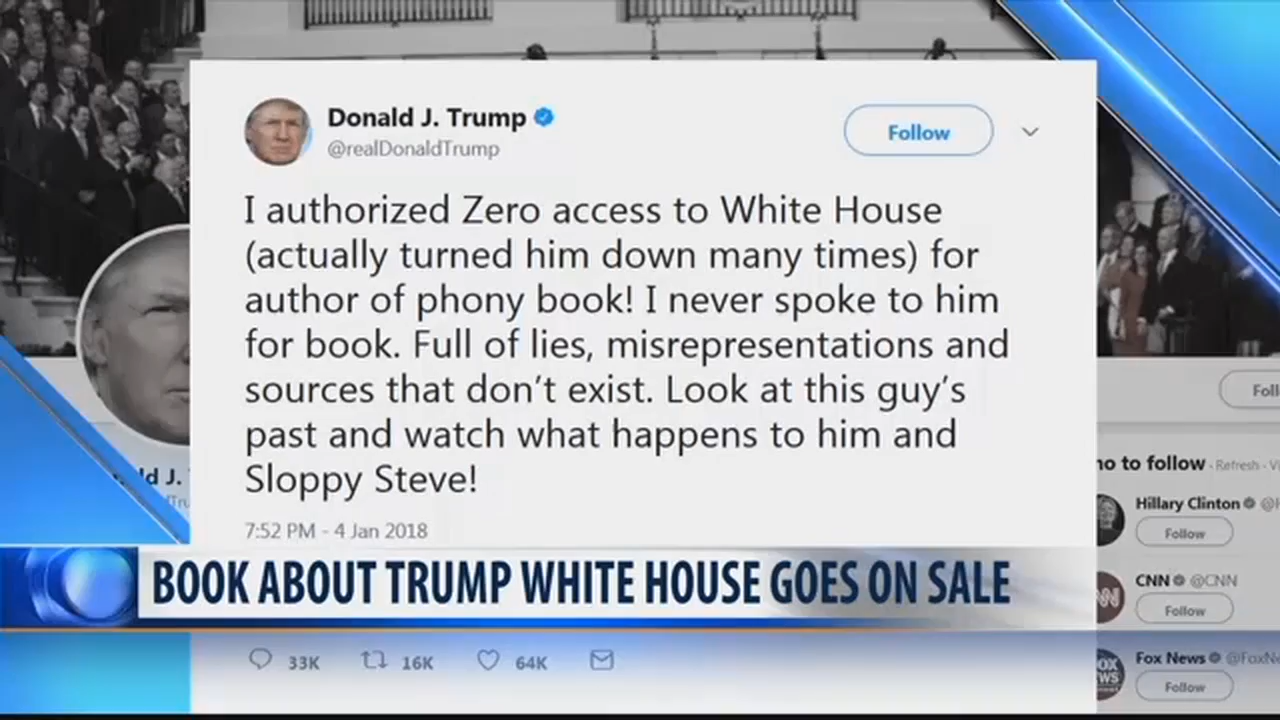 Donald J. Trump
@realDonaldTrump
Follow
I authorized Zero access to White House
(actually turned him down many times) for
author of phony book! I never spoke to him
for book. Full of lies, misrepresentations and
sources that don't exist. Look at this guy's
past and watch what happens to him and
Sloppy Steve!
7:52 PM - 4 Jan 2018
BOOK ABOUT TRUMP WHITE HOUSE GOES ON SALE
33K 16K 64K
to follow · Refresh
Hillary Clinton
Follow
CNN @CNN
Follow
Fox News
Follow